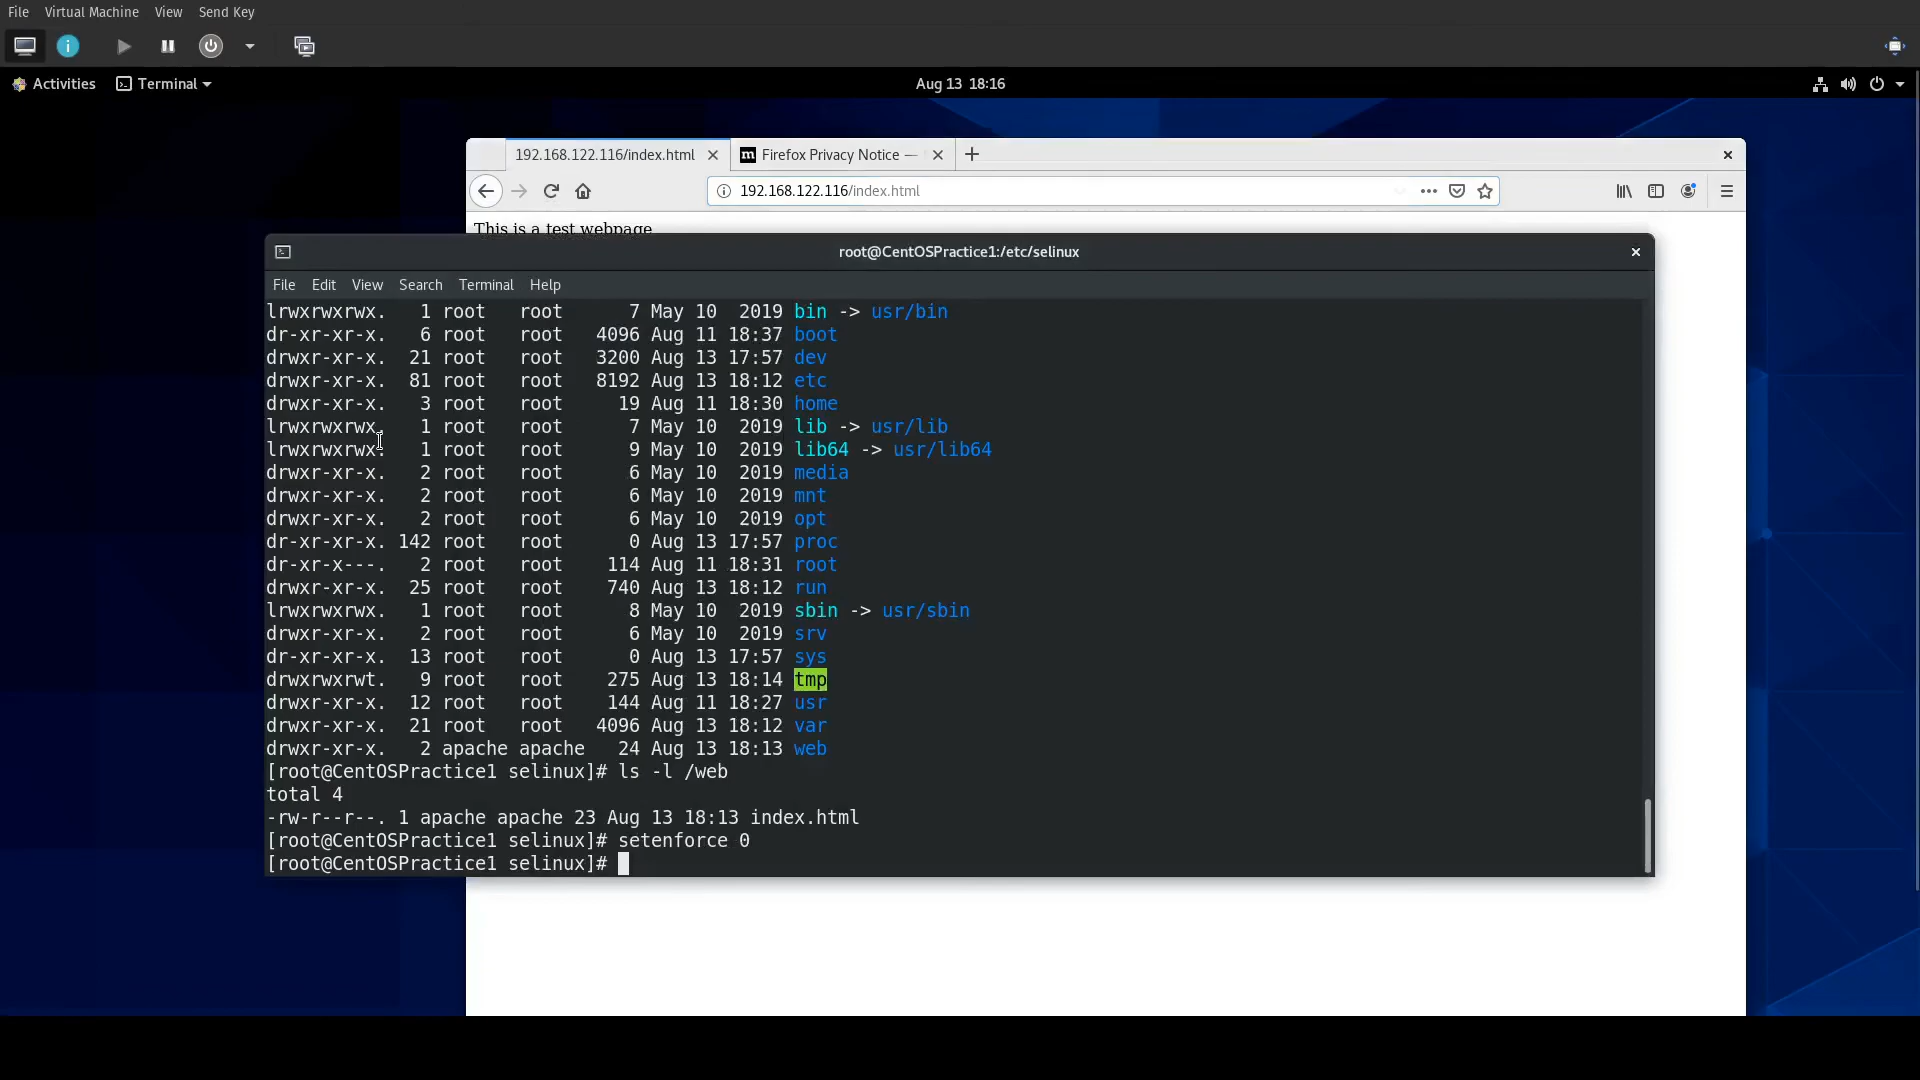 File Virtual Machine View Send Key
Activities Terminal Aug 13 18:16
192.168.122.116/index.html Firefox Privacy Notice —
192.168.122.116/index.html
This is a test webpage
root@CentOSPractice1:/etc/selinux
File Edit View Search Terminal Help
lrwxrwxrwx. 1 root root 7 May 10 2019 bin -> usr/bin
dr-xr-xr-x. 6 root root 4096 Aug 11 18:37 boot
drwxr-xr-x. 21 root root 3200 Aug 13 17:57 dev
drwxr-xr-x. 81 root root 8192 Aug 13 18:12 etc
drwxr-xr-x. 3 root root 19 Aug 11 18:30 home
lrwxrwxrwx. 1 root root 7 May 10 2019 lib -> usr/lib
lrwxrwxrwx. 1 root root 9 May 10 2019 lib64 -> usr/lib64
drwxr-xr-x. 2 root root 6 May 10 2019 media
drwxr-xr-x. 2 root root 6 May 10 2019 mnt
drwxr-xr-x. 2 root root 6 May 10 2019 opt
dr-xr-xr-x. 142 root root 0 Aug 13 17:57 proc
dr-xr-x---. 2 root root 114 Aug 11 18:31 root
drwxr-xr-x. 25 root root 740 Aug 13 18:12 run
lrwxrwxrwx. 1 root root 8 May 10 2019 sbin -> usr/sbin
drwxr-xr-x. 2 root root 6 May 10 2019 srv
dr-xr-xr-x. 13 root root 0 Aug 13 17:57 sys
drwxrwxrwt. 9 root root 275 Aug 13 18:14 tmp
drwxr-xr-x. 12 root root 144 Aug 11 18:27 usr
drwxr-xr-x. 21 root root 4096 Aug 13 18:12 var
drwxr-xr-x. 2 apache apache 24 Aug 13 18:13 web
[root@CentOSPractice1 selinux]# ls -l /web
total 4
-rw-r--r--. 1 apache apache 23 Aug 13 18:13 index.html
[root@CentOSPractice1 selinux]# setenforce 0
[root@CentOSPractice1 selinux]#